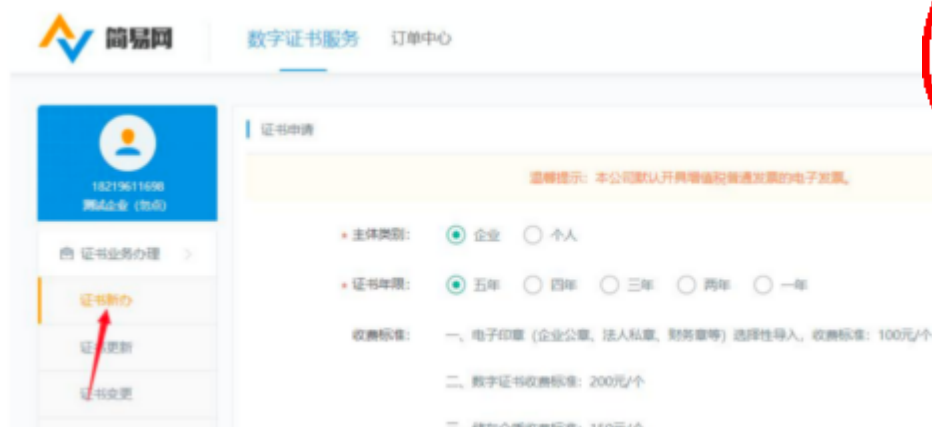 简易网
数字证书服务 订单中心
证书申请
18219611698
测试企业(勿动)
温馨提示：本公司默认开具增值税普通发票的电子发票。
* 主体类别： 企业 个人
证书业务办理 >
* 证书年限： 五年 四年 三年 两年 一年
证书新办
收费标准： 一、电子印章（企业公章、法人私章、财务章等）选择性导入，收费标准：100元/个
证书更新
二、数字证书收费标准：200元/个
证书变更